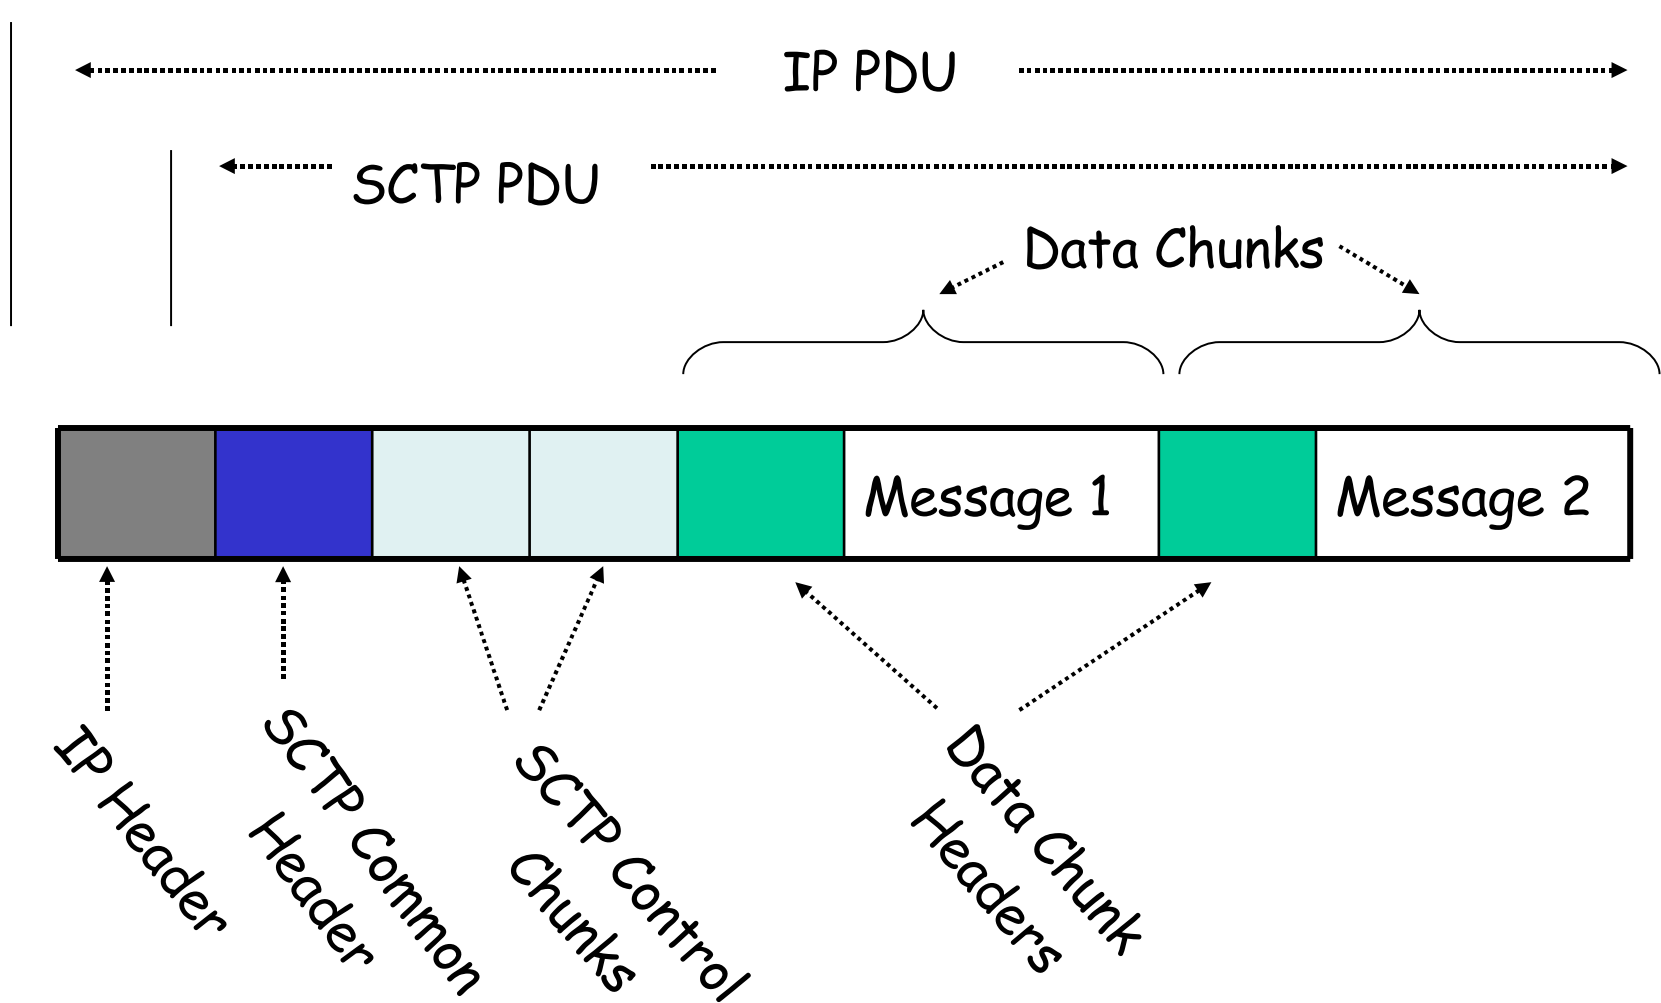 IP PDU
SCTP PDU
Data Chunks
Message 1
Message 2
IP Header
SCTP Common
Header
SCTP Control
Chunks
Data Chunk
Headers